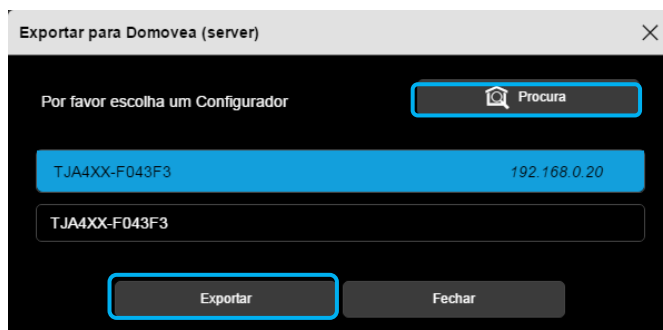 Exportar para Domovea (server)
Por favor escolha um Configurador
Procura
TJA4XX-F043F3 192.168.0.20
TJA4XX-F043F3
Exportar Fechar